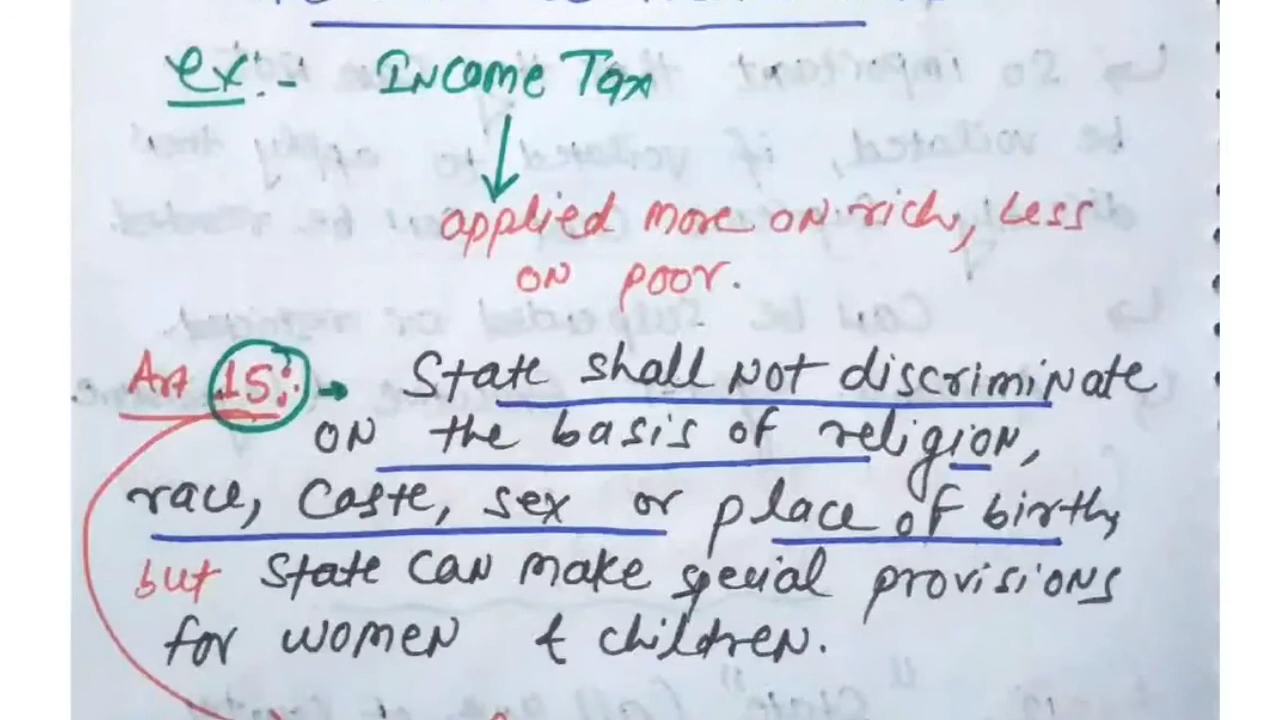 ex:- Income Tax
applied more on rich, Less
on poor.
Art 15: → State shall not discriminate
on the basis of religion,
race, caste, sex or place of birth,
but state can make special provisions
for women & children.